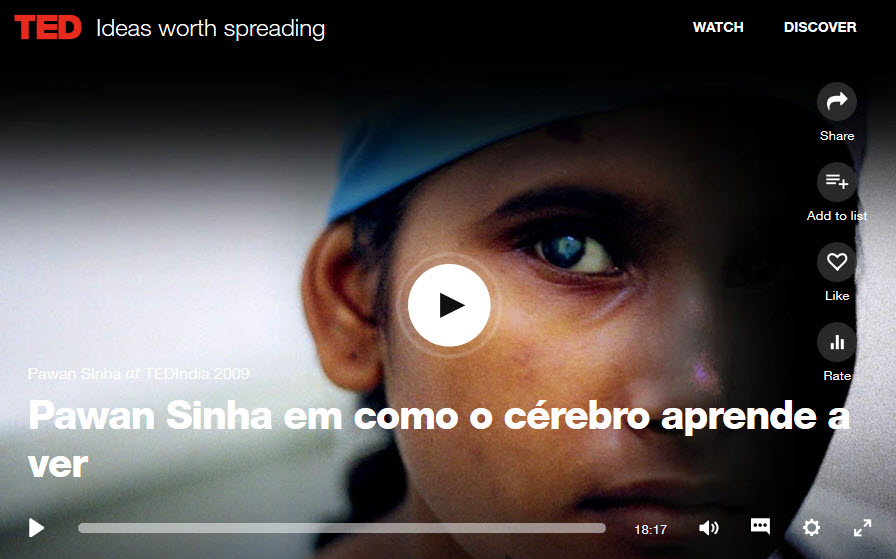 TED Ideas worth spreading WATCH DISCOVER
Share
Add to list
Like
Rate
Pawan Sinha at TEDIndia 2009
Pawan Sinha em como o cérebro aprende a
ver
18:17